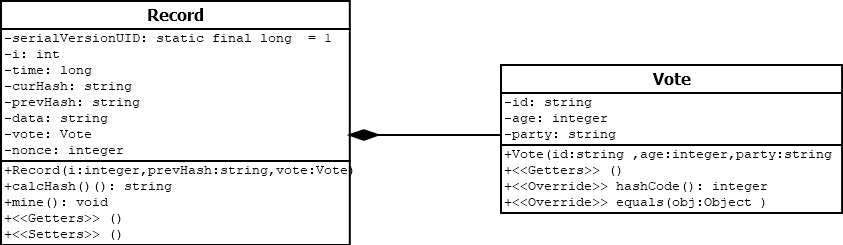 Record
-serialVersionUID: static final long  = 1
-i: int
-time: long
-curHash: string
-prevHash: string
-data: string
-vote: Vote
-nonce: integer
+Record(i:integer,prevHash:string,vote:Vote)
+calcHash()(): string
+mine(): void
+<<Getters>> ()
+<<Setters>> ()
Vote
-id: string
-age: integer
-party: string
+Vote(id:string ,age:integer,party:string
+<<Getters>> ()
+<<Override>> hashCode(): integer
+<<Override>> equals(obj:Object )